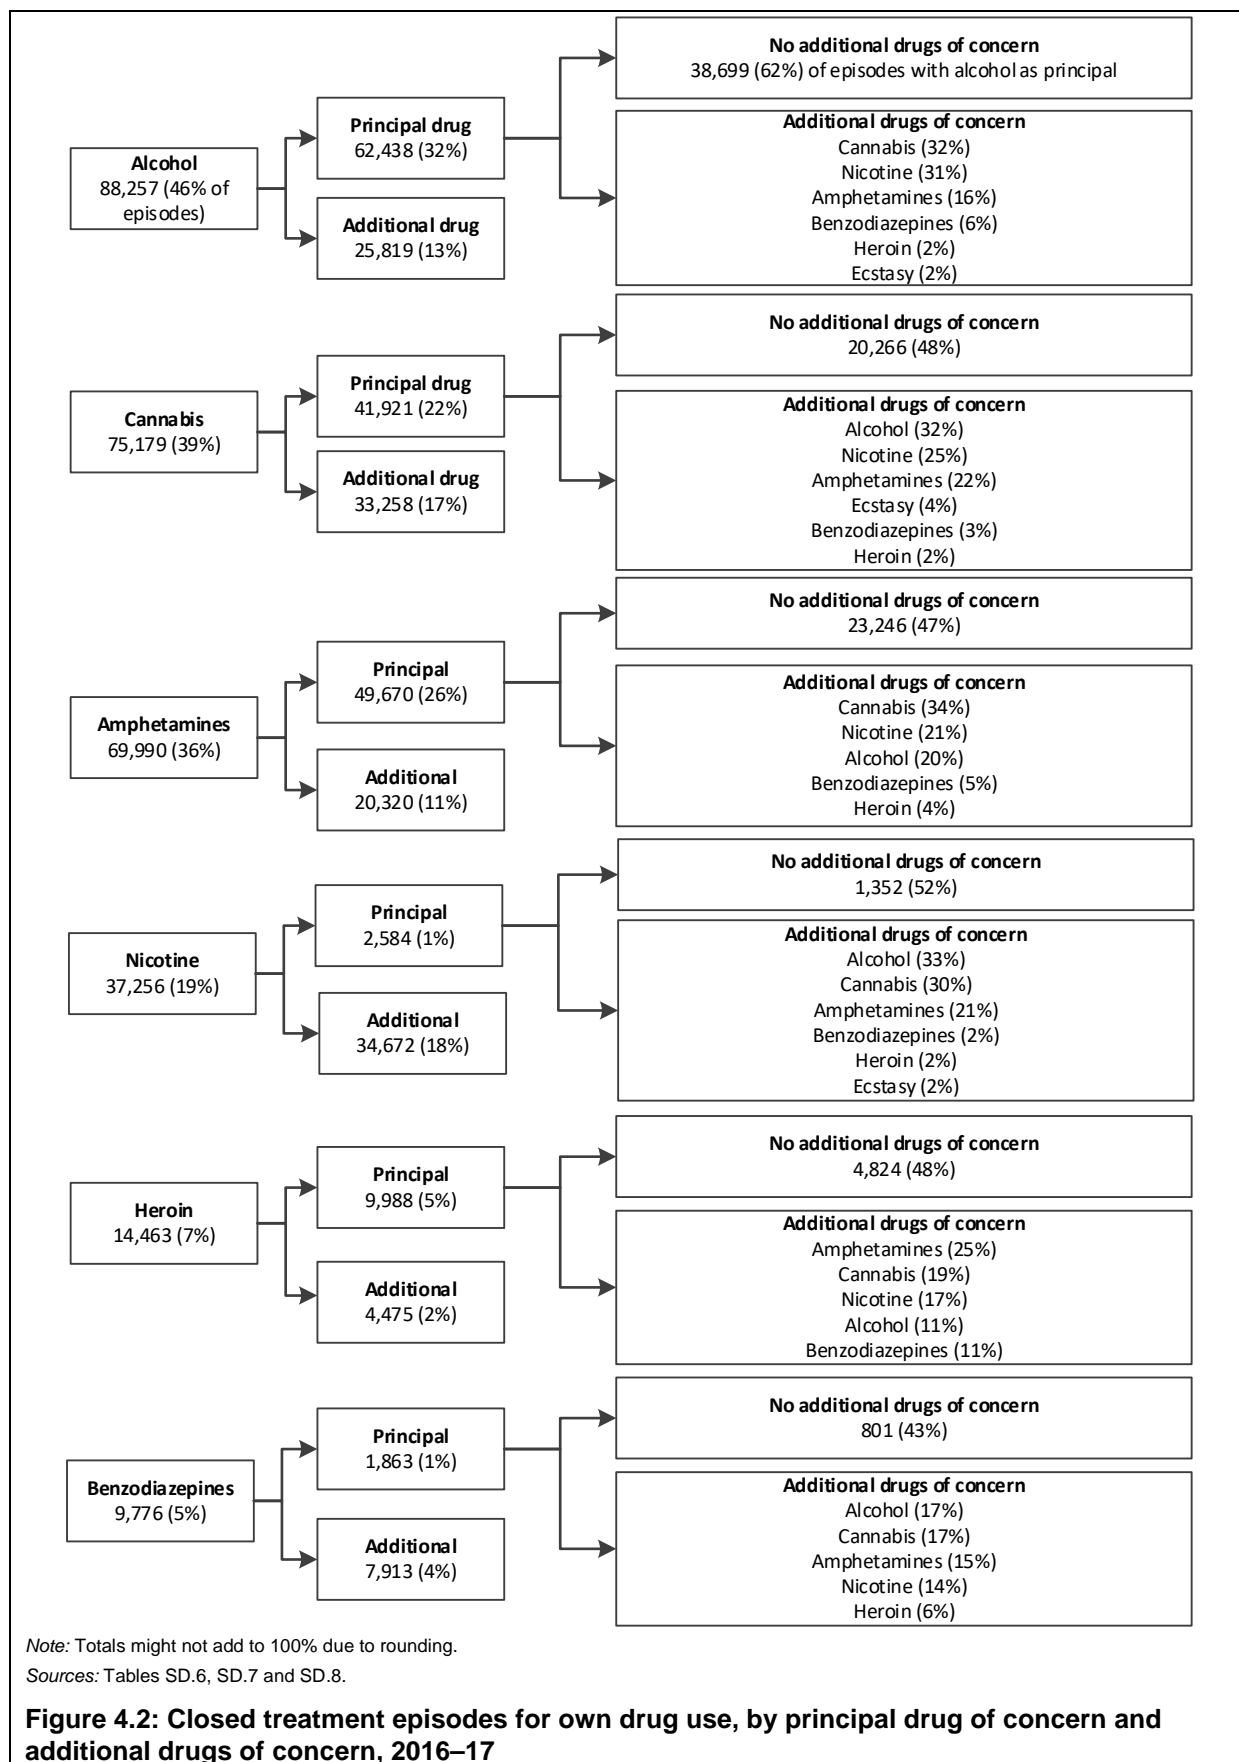 No additional drugs of concern
38,699 (62%) of episodes with alcohol as principal
Principal drug
62,438 (32%)
Additional drugs of concern
Cannabis (32%)
Nicotine (31%)
Amphetamines (16%)
Benzodiazepines (6%)
Heroin (2%)
Ecstasy (2%)
Alcohol
88,257 (46% of
episodes)
Additional drug
25,819 (13%)
No additional drugs of concern
20,266 (48%)
Principal drug
41,921 (22%)
Additional drugs of concern
Alcohol (32%)
Nicotine (25%)
Amphetamines (22%)
Ecstasy (4%)
Benzodiazepines (3%)
Heroin (2%)
Cannabis
75,179 (39%)
Additional drug
33,258 (17%)
No additional drugs of concern
23,246 (47%)
Principal
49,670 (26%)
Additional drugs of concern
Cannabis (34%)
Nicotine (21%)
Alcohol (20%)
Benzodiazepines (5%)
Heroin (4%)
Amphetamines
69,990 (36%)
Additional
20,320 (11%)
No additional drugs of concern
1,352 (52%)
Principal
2,584 (1%)
Additional drugs of concern
Alcohol (33%)
Cannabis (30%)
Amphetamines (21%)
Benzodiazepines (2%)
Heroin (2%)
Ecstasy (2%)
Nicotine
37,256 (19%)
Additional
34,672 (18%)
No additional drugs of concern
4,824 (48%)
Principal
9,988 (5%)
Additional drugs of concern
Amphetamines (25%)
Cannabis (19%)
Nicotine (17%)
Alcohol (11%)
Benzodiazepines (11%)
Heroin
14,463 (7%)
Additional
4,475 (2%)
No additional drugs of concern
801 (43%)
Principal
1,863 (1%)
Additional drugs of concern
Alcohol (17%)
Cannabis (17%)
Amphetamines (15%)
Nicotine (14%)
Heroin (6%)
Benzodiazepines
9,776 (5%)
Additional
7,913 (4%)
Note: Totals might not add to 100% due to rounding.
Sources: Tables SD.6, SD.7 and SD.8.
Figure 4.2: Closed treatment episodes for own drug use, by principal drug of concern and
additional drugs of concern, 2016–17